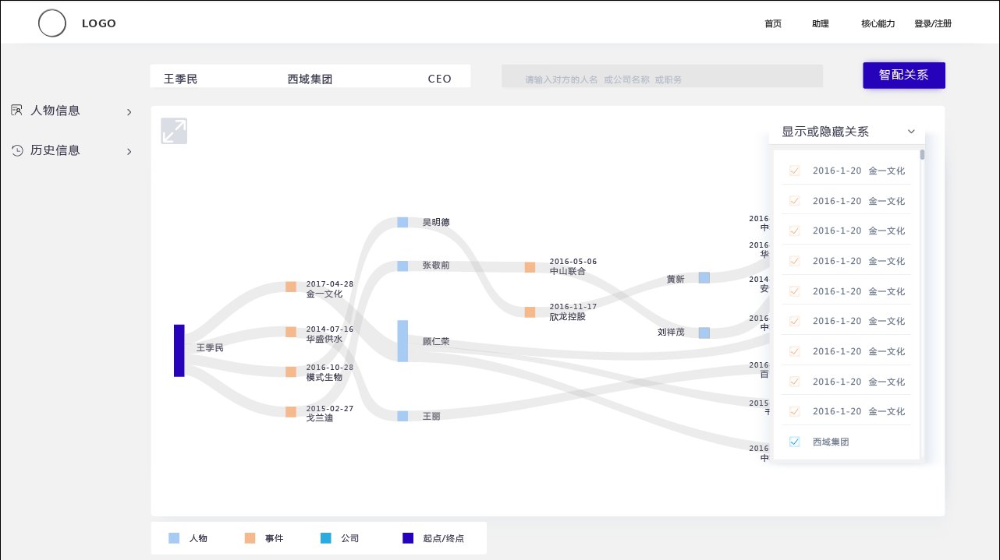 LOGO
首页 助理 核心能力 登录/注册
王季民 西域集团 CEO
请输入对方的人名 或公司名称 或职务
智配关系
人物信息
历史信息
显示或隐藏关系
2016-1-20 金一文化
2016-1-20 金一文化
2016-1-20 金一文化
2016-1-20 金一文化
2016-1-20 金一文化
2016-1-20 金一文化
2016-1-20 金一文化
2016-1-20 金一文化
2016-1-20 金一文化
西域集团
王季民
2017-04-28
金一文化
2014-07-16
华盛供水
2016-10-28
模式生物
2015-02-27
戈兰迪
吴明德
张敬前
顾仁荣
王丽
2016-05-06
中山联合
2016-11-17
欣龙控股
黄新
刘祥茂
2016
中
2016
华
2014
安
2016
中
2016
百
2015
2016
中
人物 事件 公司 起点/终点